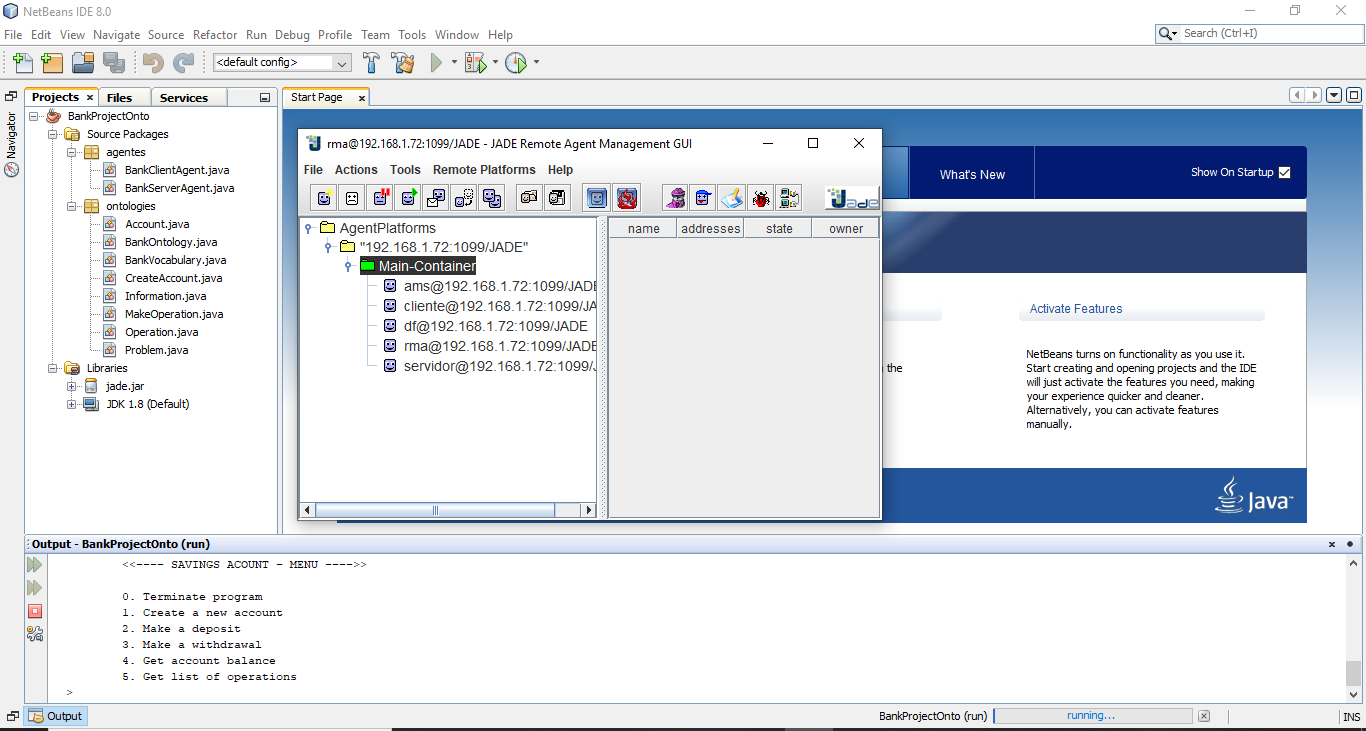 NetBeans IDE 8.0
File Edit View Navigate Source Refactor Run Debug Profile Team Tools Window Help
Search (Ctrl+I)
<default config>
Projects Files Services
Navigator
BankProjectOnto
Source Packages
agentes
BankClientAgent.java
BankServerAgent.java
ontologies
Account.java
BankOntology.java
BankVocabulary.java
CreateAccount.java
Information.java
MakeOperation.java
Operation.java
Problem.java
Libraries
jade.jar
JDK 1.8 (Default)
Start Page
What's New
Show On Startup
Activate Features
NetBeans turns on functionality as you use it.
Start creating and opening projects and the IDE
will just activate the features you need, making
your experience quicker and cleaner.
Alternatively, you can activate features
manually.
the
Java
rma@192.168.1.72:1099/JADE - JADE Remote Agent Management GUI
File Actions Tools Remote Platforms Help
Jade
AgentPlatforms
"192.168.1.72:1099/JADE"
Main-Container
ams@192.168.1.72:1099/JADE
cliente@192.168.1.72:1099/JA
df@192.168.1.72:1099/JADE
rma@192.168.1.72:1099/JADE
servidor@192.168.1.72:1099/J
name addresses state owner
Output - BankProjectOnto (run)
<<---- SAVINGS ACOUNT - MENU ---->>
0. Terminate program
1. Create a new account
2. Make a deposit
3. Make a withdrawal
4. Get account balance
5. Get list of operations
>
Output
BankProjectOnto (run) running...
INS